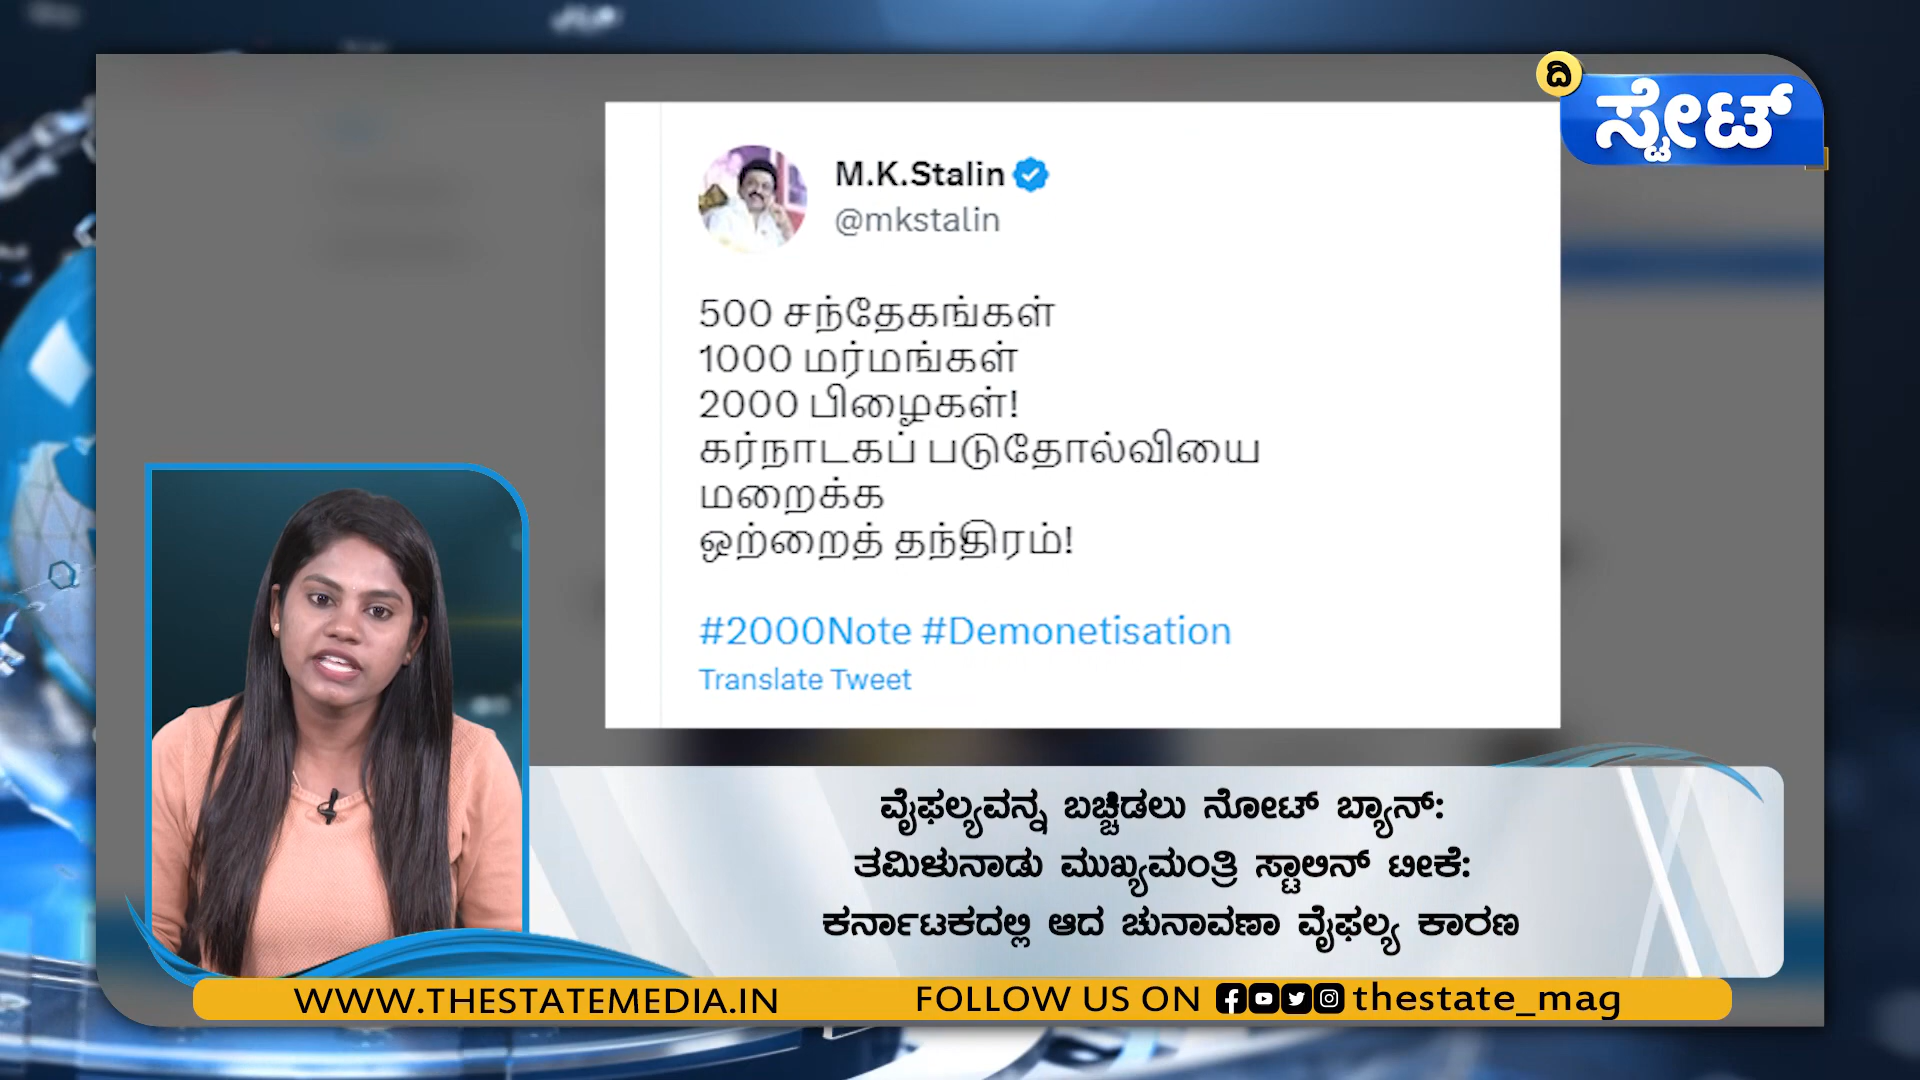 ದಿ
ಸ್ಟೇಟ್
M.K.Stalin
@mkstalin
500 சந்தேகங்கள்
1000 மர்மங்கள்
2000 பிழைகள்!
கர்நாடகப் படுதோல்வியை
மறைக்க
ஒற்றைத் தந்திரம்!
#2000Note #Demonetisation
Translate Tweet
ವೈಫಲ್ಯವನ್ನ ಬಚ್ಚಿಡಲು ನೋಟ್ ಬ್ಯಾನ್:
ತಮಿಳುನಾಡು ಮುಖ್ಯಮಂತ್ರಿ ಸ್ಟಾಲಿನ್ ಟೀಕೆ:
ಕರ್ನಾಟಕದಲ್ಲಿ ಆದ ಚುನಾವಣಾ ವೈಫಲ್ಯ ಕಾರಣ
WWW.THESTATEMEDIA.IN FOLLOW US ON thestate_mag